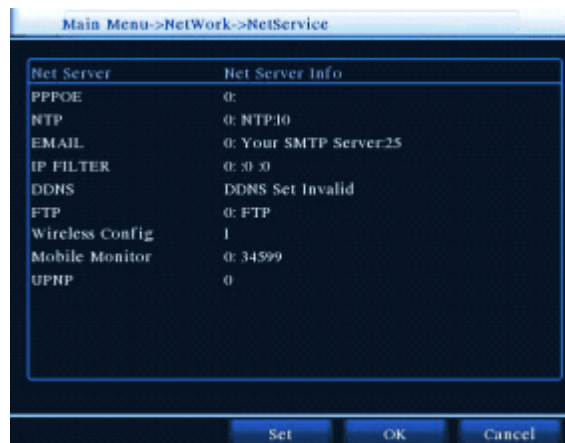 Main Menu->NetWork->NetService
Net Server Net Server Info
PPPOE 0:
NTP 0: NTP:10
EMAIL 0: Your SMTP Server:25
IP FILTER 0: :0 :0
DDNS DDNS Set Invalid
FTP 0: FTP
Wireless Config 1
Mobile Monitor 0: 34599
UPNP 0
Set OK Cancel